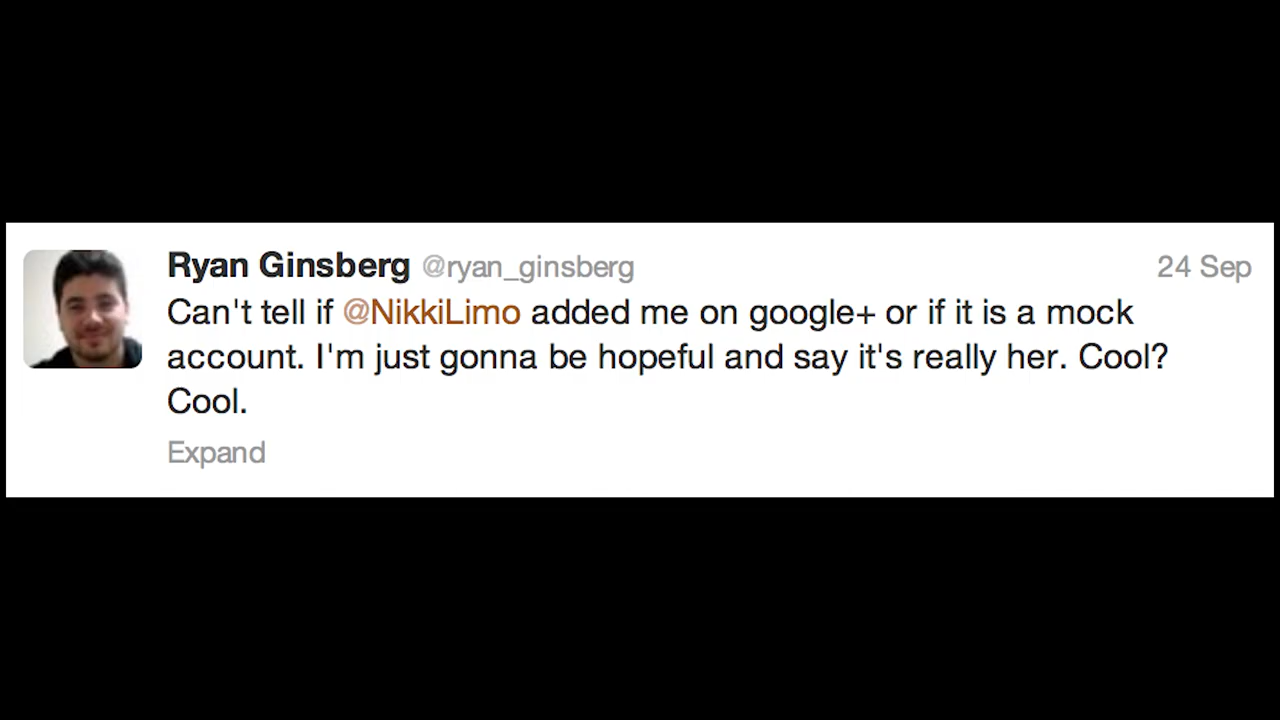 Ryan Ginsberg @ryan_ginsberg 24 Sep
Can't tell if @NikkiLimo added me on google+ or if it is a mock
account. I'm just gonna be hopeful and say it's really her. Cool?
Cool.
Expand